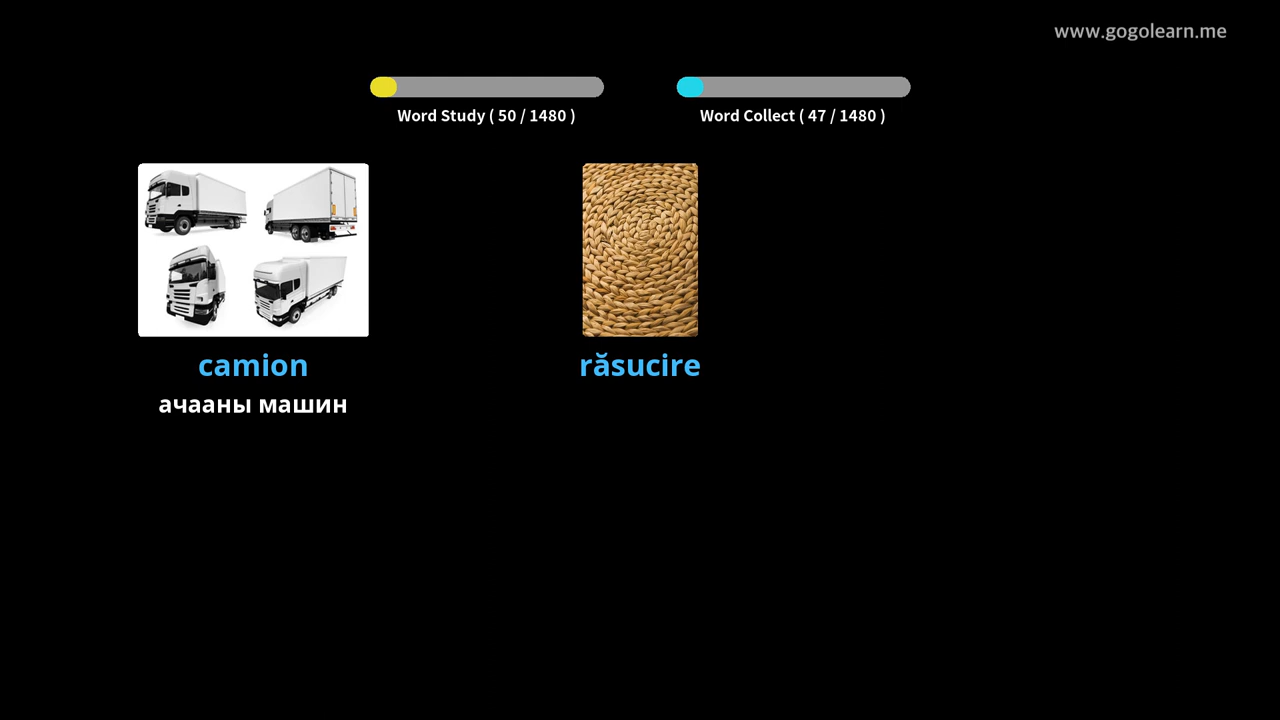 www.gogolearn.me
Word Study ( 50 / 1480 )
Word Collect ( 47 / 1480 )
camion
ачааны машин
răsucire